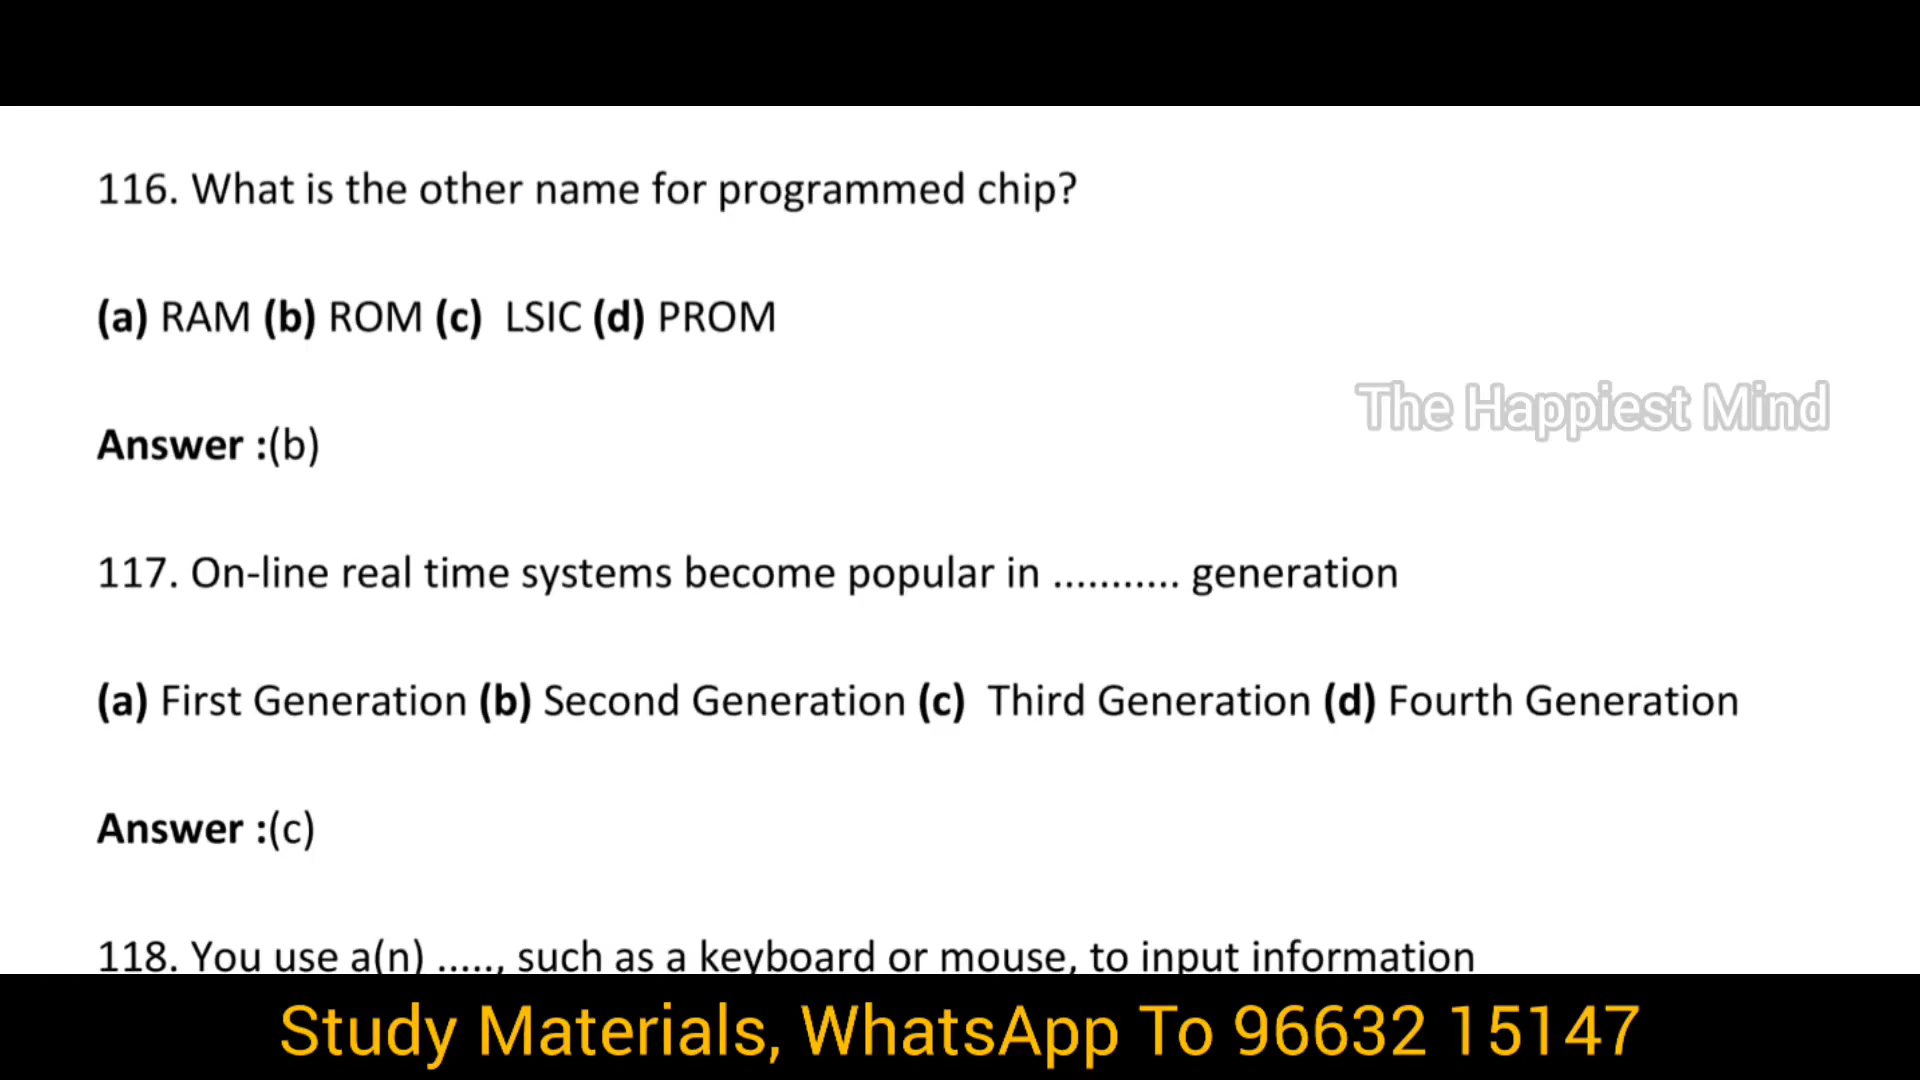 116. What is the other name for programmed chip?
(a) RAM (b) ROM (c) LSIC (d) PROM
The Happiest Mind
Answer :(b)
117. On-line real time systems become popular in ........... generation
(a) First Generation (b) Second Generation (c) Third Generation (d) Fourth Generation
Answer :(c)
118. You use a(n) ....., such as a keyboard or mouse, to input information
Study Materials, WhatsApp To 96632 15147